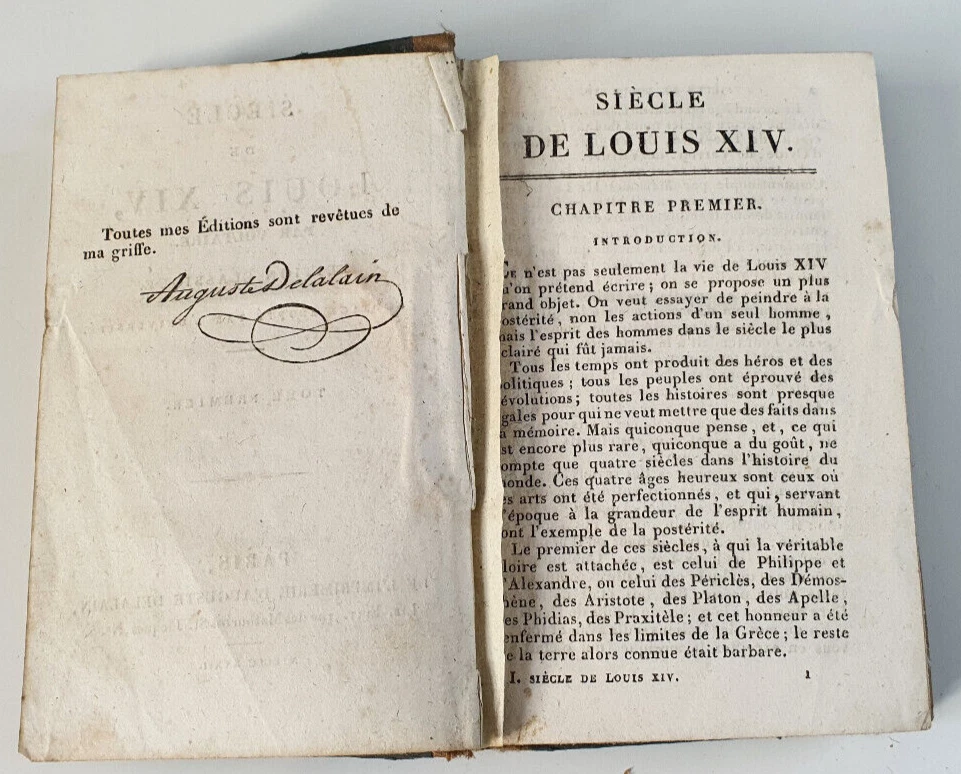 Toutes mes Éditions sont revêtues de
ma griffe.
Auguste Delalain
SIÈCLE
DE LOUIS XIV.
CHAPITRE PREMIER.
INTRODUCTION.
Ce n'est pas seulement la vie de Louis XIV
u'on prétend écrire ; on se propose un plus
rand objet. On veut essayer de peindre à la
ostérité, non les actions d'un seul homme,
ais l'esprit des hommes dans le siècle le plus
clairé qui fût jamais.
Tous les temps ont produit des héros et des
olitiques ; tous les peuples ont éprouvé des
évolutions ; toutes les histoires sont presque
gales pour qui ne veut mettre que des faits dans
a mémoire. Mais quiconque pense, et, ce qui
st encore plus rare, quiconque a du goût, ne
ompte que quatre siècles dans l'histoire du
onde. Ces quatre âges heureux sont ceux où
es arts ont été perfectionnés, et qui, servant
'époque à la grandeur de l'esprit humain,
ont l'exemple de la postérité.
Le premier de ces siècles, à qui la véritable
loire est attachée, est celui de Philippe et
'Alexandre, ou celui des Périclès, des Démos-
hène, des Aristote, des Platon, des Apelle,
es Phidias, des Praxitèle ; et cet honneur a été
enfermé dans les limites de la Grèce ; le reste
e la terre alors connue était barbare.
I. SIÈCLE DE LOUIS XIV. 1